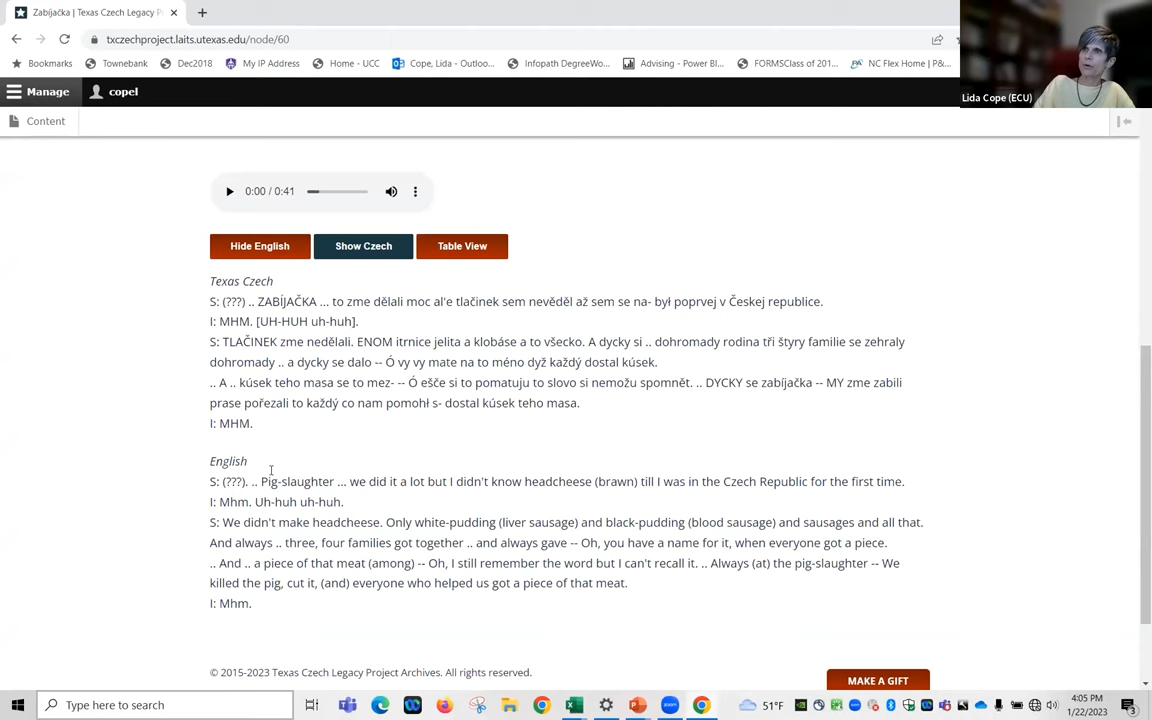 Zabíjačka | Texas Czech Legacy P
txczechproject.laits.utexas.edu/node/60
Bookmarks Townebank Dec2018 My IP Address Home - UCC Cope, Lida - Outloo... Infopath DegreeWo... Advising - Power BI... FORMSClass of 201... NC Flex Home | P&...
Lida Cope (ECU)
Manage copel
Content
0:00 / 0:41
Hide English Show Czech Table View
Texas Czech
S: (???) .. ZABÍJAČKA ... to zme dělali moc al'e tlačinek sem nevěděl až sem se na- był poprvej v Českej republice.
I: MHM. [UH-HUH uh-huh].
S: TLAČINEK zme nedělali. ENOM itrnice jelita a klobáse a to všecko. A dycky si .. dohromady rodina tři štyry familie se zehraly
dohromady .. a dycky se dalo -- Ó vy vy mate na to méno dyž každý dostal kúsek.
.. A .. kúsek teho masa se to mez- -- Ó ešče si to pomatuju to slovo si nemožu spomnět. .. DYCKY se zabíjačka -- MY zme zabili
prase pořezali to každý co nam pomohł s- dostal kúsek teho masa.
I: MHM.
English
S: (???). .. Pig-slaughter ... we did it a lot but I didn't know headcheese (brawn) till I was in the Czech Republic for the first time.
I: Mhm. Uh-huh uh-huh.
S: We didn't make headcheese. Only white-pudding (liver sausage) and black-pudding (blood sausage) and sausages and all that.
And always .. three, four families got together .. and always gave -- Oh, you have a name for it, when everyone got a piece.
.. And .. a piece of that meat (among) -- Oh, I still remember the word but I can't recall it. .. Always (at) the pig-slaughter -- We
killed the pig, cut it, (and) everyone who helped us got a piece of that meat.
I: Mhm.
© 2015-2023 Texas Czech Legacy Project Archives. All rights reserved.
MAKE A GIFT
Type here to search
51°F
4:05 PM
1/22/2023